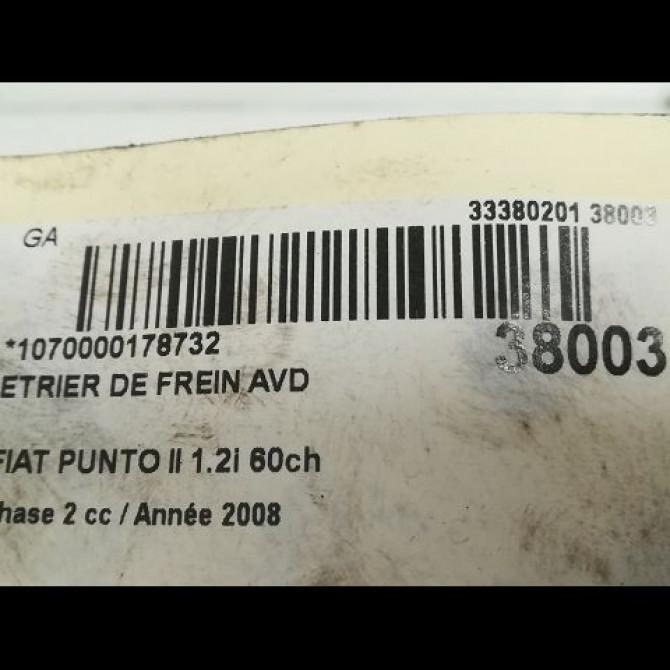 33380201 38003
GA
*1070000178732
38003
ETRIER DE FREIN AVD
FIAT PUNTO II 1.2i 60ch
hase 2 cc / Année 2008